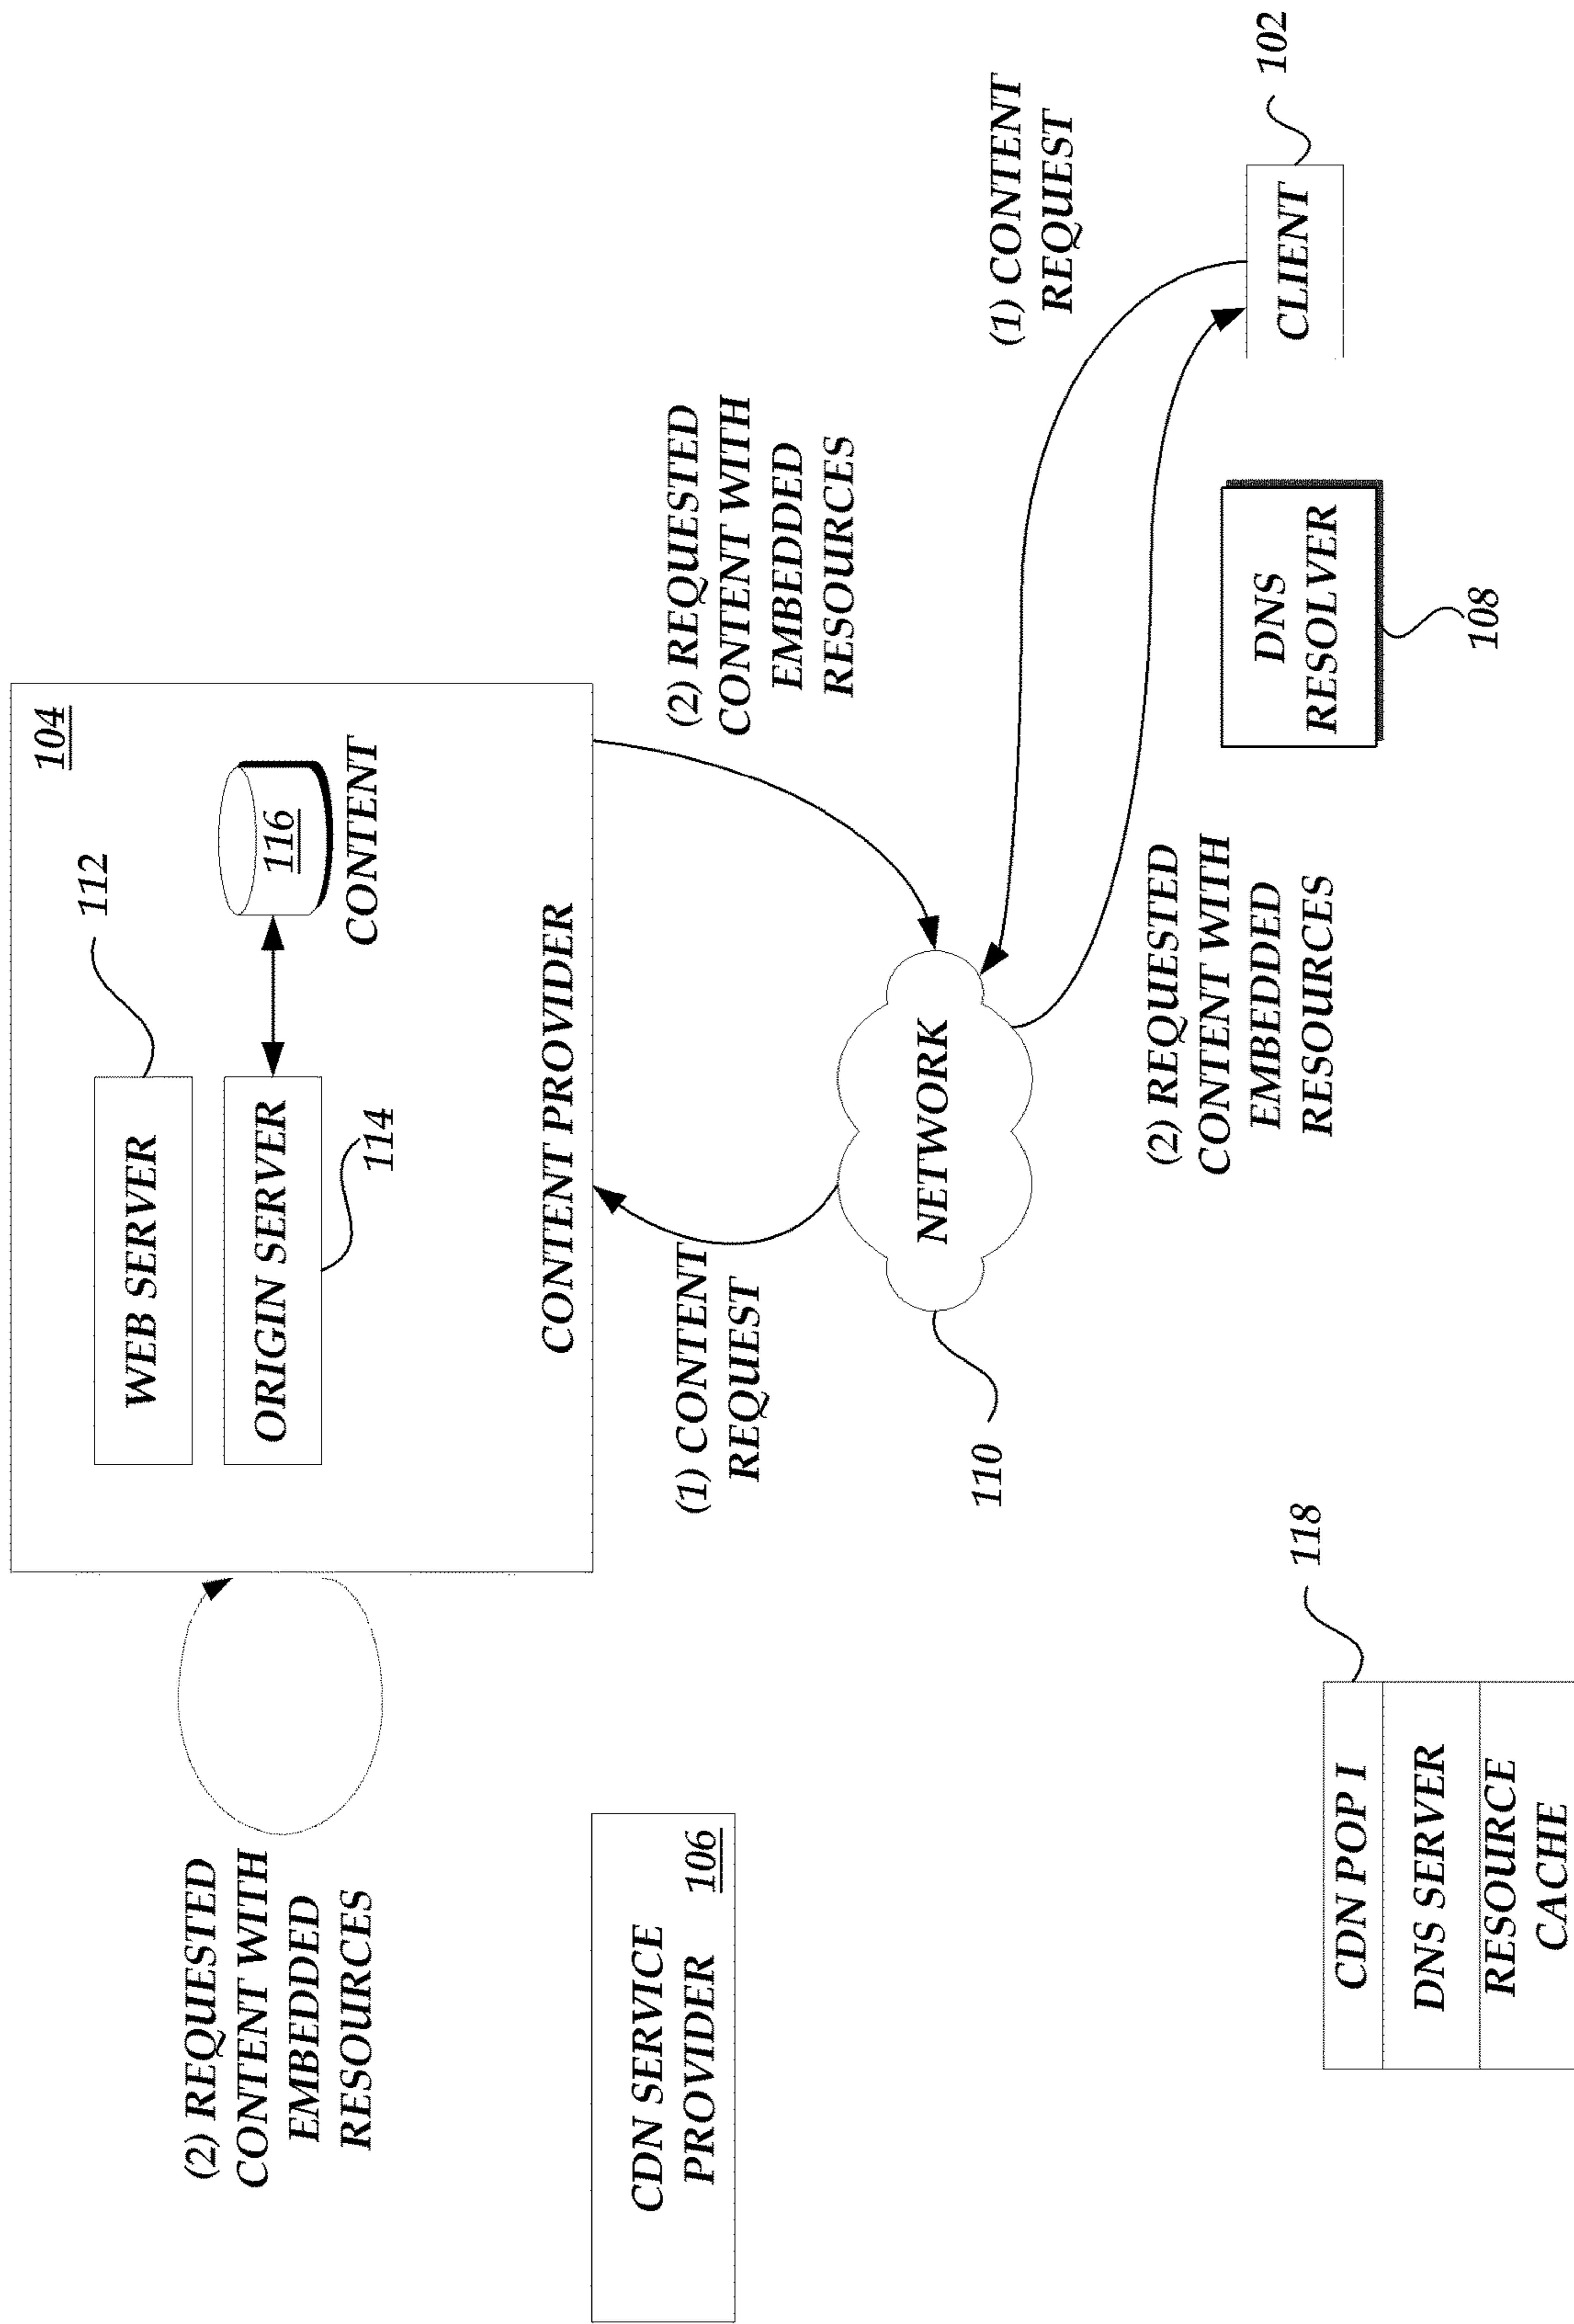 (2) REQUESTED
CONTENT WITH
EMBEDDED
RESOURCES
WEB SERVER
112
104
ORIGIN SERVER
114
116
CONTENT
CONTENT PROVIDER
CDN SERVICE
PROVIDER
106
(1) CONTENT
REQUEST
(2) REQUESTED
CONTENT WITH
EMBEDDED
RESOURCES
NETWORK
110
(1) CONTENT
REQUEST
(2) REQUESTED
CONTENT WITH
EMBEDDED
RESOURCES
CLIENT
102
DNS
RESOLVER
108
CDN POP I
118
DNS SERVER
RESOURCE
CACHE